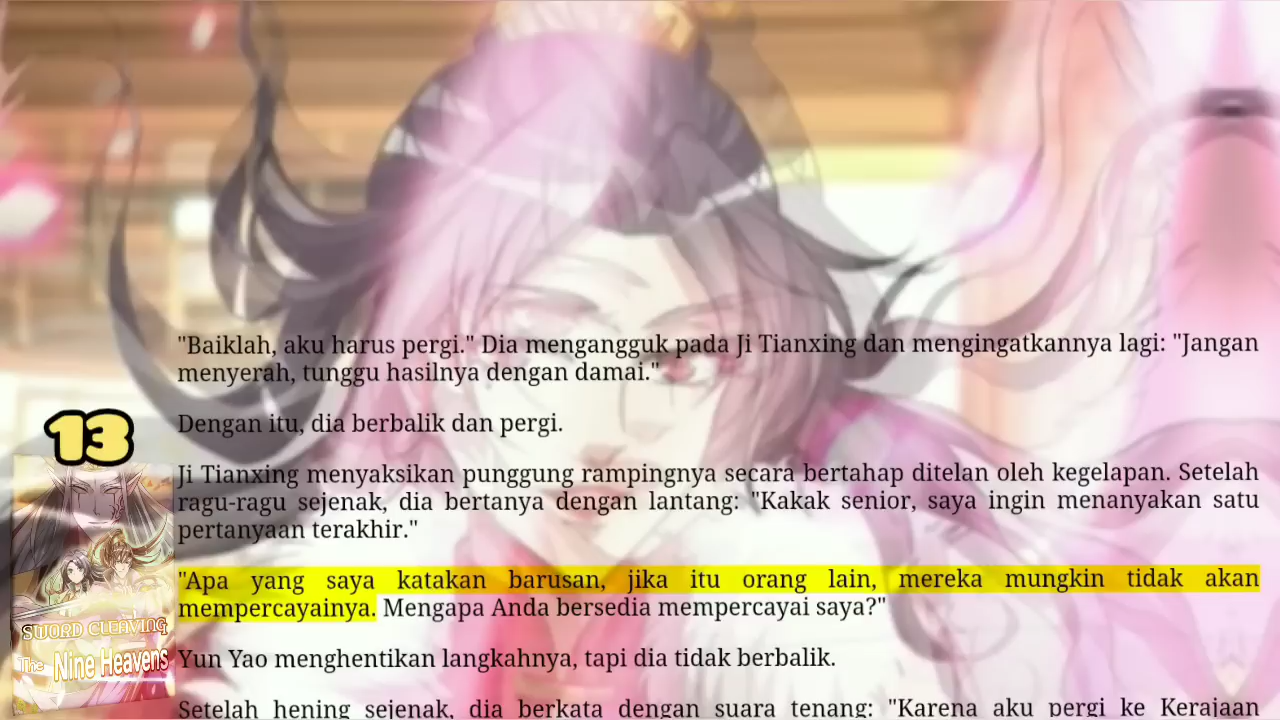 "Baiklah, aku harus pergi." Dia mengangguk pada Ji Tianxing dan mengingatkannya lagi: "Jangan
menyerah, tunggu hasilnya dengan damai."
Dengan itu, dia berbalik dan pergi.
13
Ji Tianxing menyaksikan punggung rampingnya secara bertahap ditelan oleh kegelapan. Setelah
ragu-ragu sejenak, dia bertanya dengan lantang: "Kakak senior, saya ingin menanyakan satu
pertanyaan terakhir."
"Apa yang saya katakan barusan, jika itu orang lain, mereka mungkin tidak akan
mempercayainya. Mengapa Anda bersedia mempercayai saya?"
SWORD CLEAVING
The Nine Heavens
Yun Yao menghentikan langkahnya, tapi dia tidak berbalik.
Setelah hening sejenak, dia berkata dengan suara tenang: "Karena aku pergi ke Kerajaan